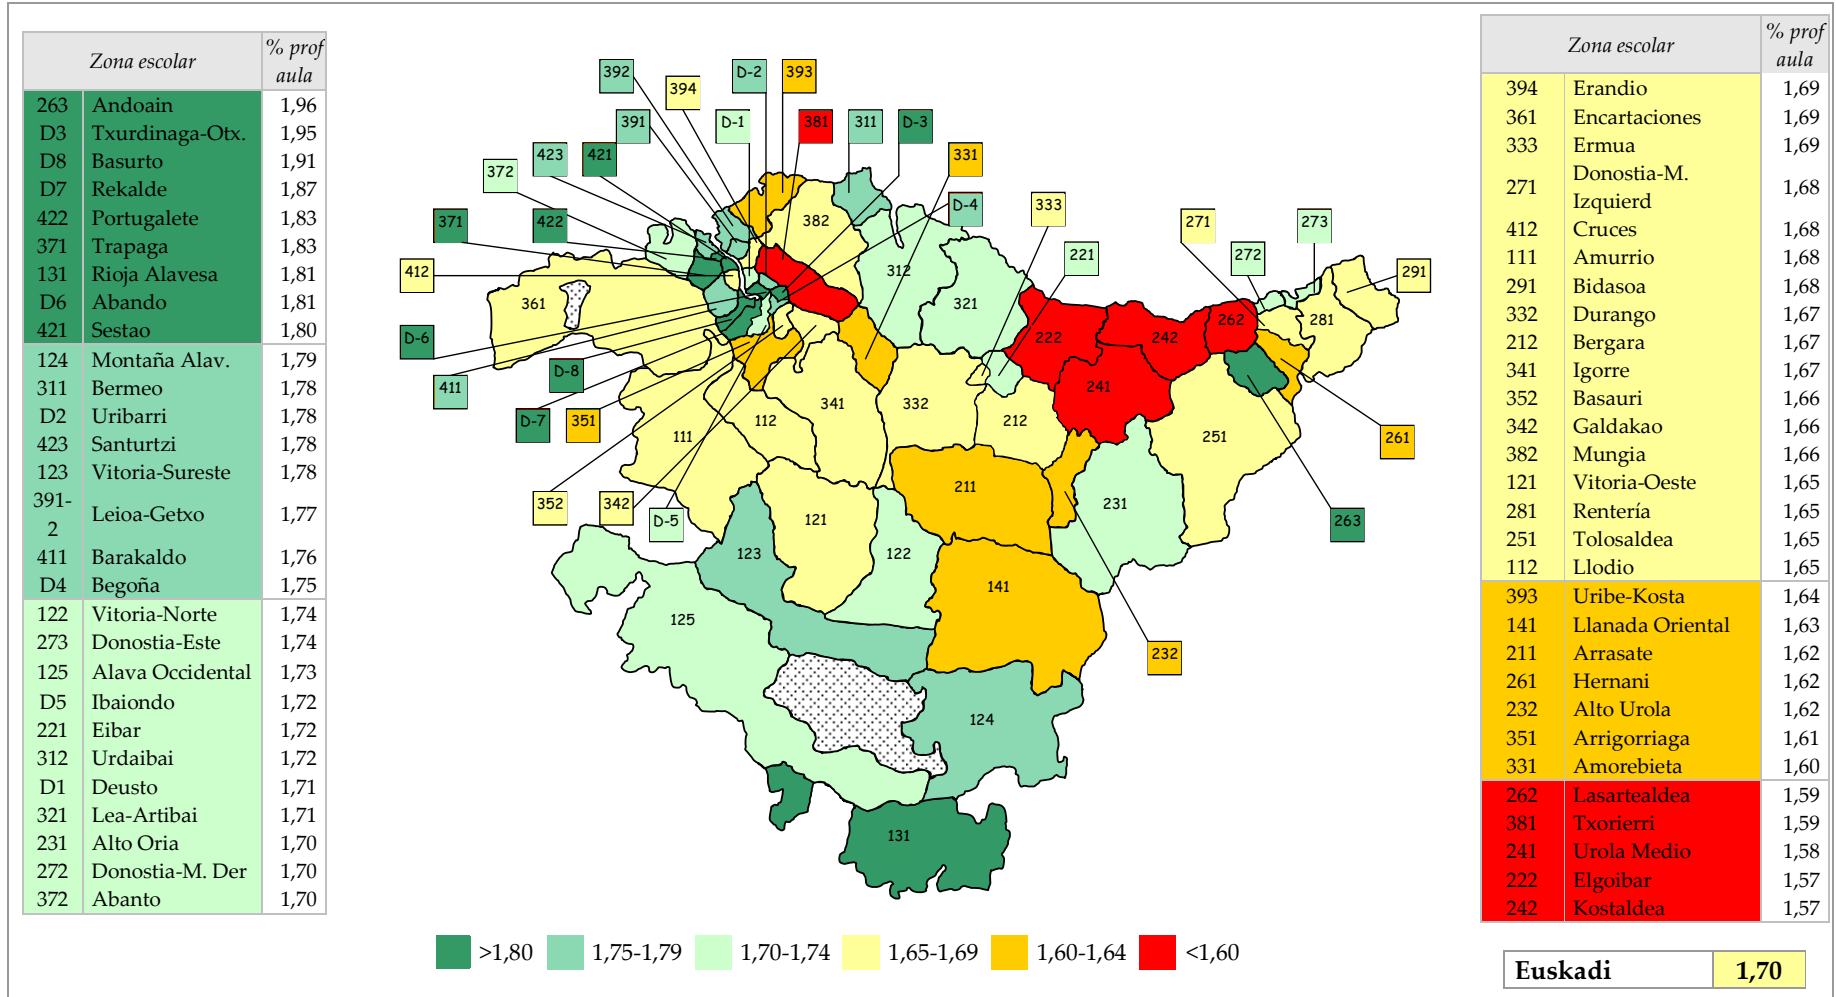 Zona escolar % prof aula
263 Andoain 1,96
D3 Txurdinaga-Otx. 1,95
D8 Basurto 1,91
D7 Rekalde 1,87
422 Portugalete 1,83
371 Trapaga 1,83
131 Rioja Alavesa 1,81
D6 Abando 1,81
421 Sestao 1,80
124 Montaña Alav. 1,79
311 Bermeo 1,78
D2 Uribarri 1,78
423 Santurtzi 1,78
123 Vitoria-Sureste 1,78
391-2 Leioa-Getxo 1,77
411 Barakaldo 1,76
D4 Begoña 1,75
122 Vitoria-Norte 1,74
273 Donostia-Este 1,74
125 Alava Occidental 1,73
D5 Ibaiondo 1,72
221 Eibar 1,72
312 Urdaibai 1,72
D1 Deusto 1,71
321 Lea-Artibai 1,71
231 Alto Oria 1,70
272 Donostia-M. Der 1,70
372 Abanto 1,70
392
394
D-2
393
391
D-1
381
311
D-3
423
421
331
372
371
422
382
D-4
333
271
273
412
361
312
321
221
272
291
281
D-6
222
242
262
411
D-8
241
D-7
351
341
332
112
212
111
251
261
352
342
D-5
211
121
231
263
123
122
141
125
232
124
131
>1,80
1,75-1,79
1,70-1,74
1,65-1,69
1,60-1,64
<1,60
Zona escolar % prof aula
394 Erandio 1,69
361 Encartaciones 1,69
333 Ermua 1,69
271 Donostia-M. Izquierd 1,68
412 Cruces 1,68
111 Amurrio 1,68
291 Bidasoa 1,68
332 Durango 1,67
212 Bergara 1,67
341 Igorre 1,67
352 Basauri 1,66
342 Galdakao 1,66
382 Mungia 1,66
121 Vitoria-Oeste 1,65
281 Rentería 1,65
251 Tolosaldea 1,65
112 Llodio 1,65
393 Uribe-Kosta 1,64
141 Llanada Oriental 1,63
211 Arrasate 1,62
261 Hernani 1,62
232 Alto Urola 1,62
351 Arrigorriaga 1,61
331 Amorebieta 1,60
262 Lasartealdea 1,59
381 Txorierri 1,59
241 Urola Medio 1,58
222 Elgoibar 1,57
242 Kostaldea 1,57
Euskadi 1,70